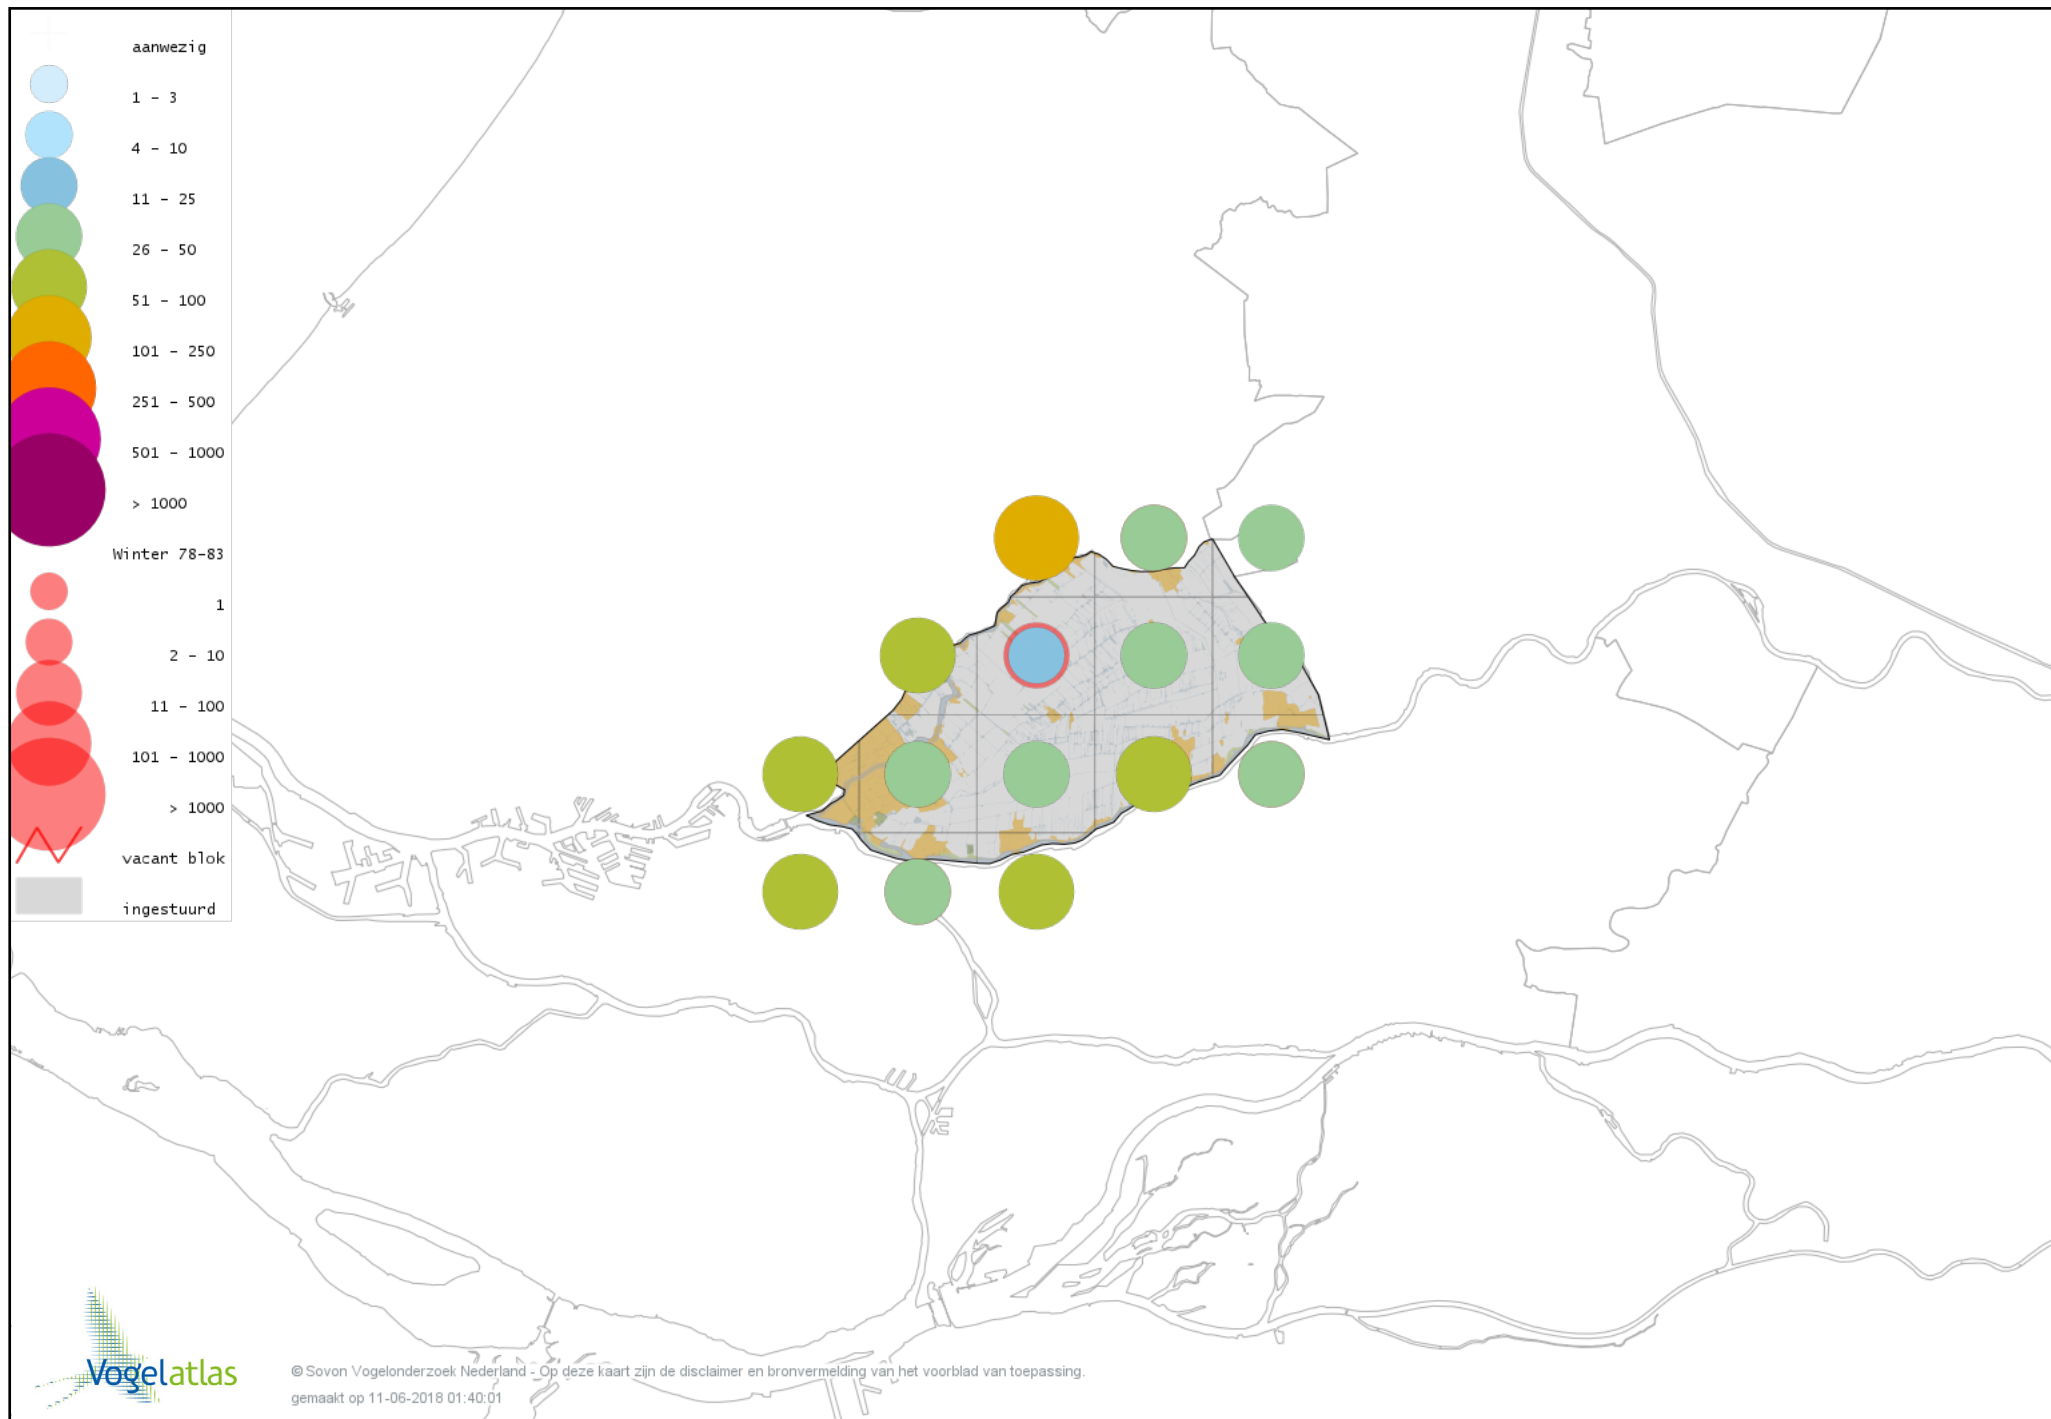 aanwezig
1 - 3
4 - 10
11 - 25
26 - 50
51 - 100
101 - 250
251 - 500
501 - 1000
> 1000
Winter 78-83
1
2 - 10
11 - 100
101 - 1000
> 1000
vacant blok
ingestuurd
Vogelatlas
© Sovon Vogelonderzoek Nederland - Op deze kaart zijn de disclaimer en bronvermelding van het voorblad van toepassing.
gemaakt op 11-06-2018 01:40:01